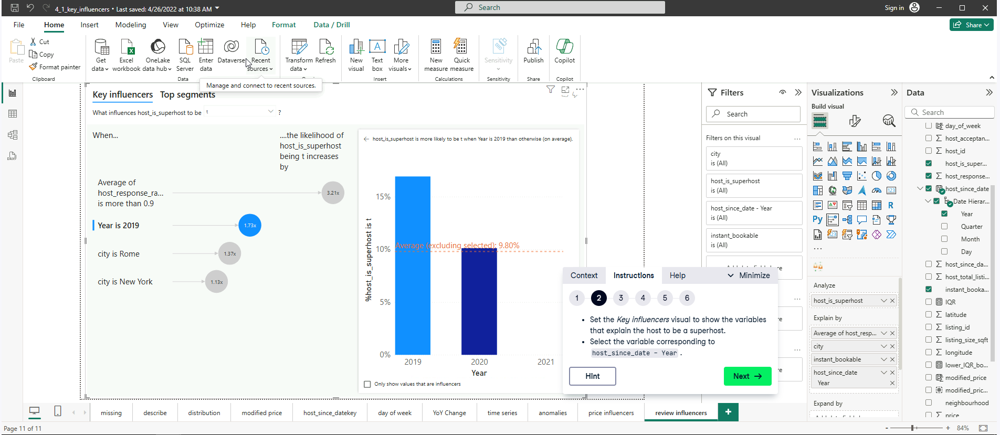 4_1_key_influencers • Last saved: 4/26/2022 at 10:38 AM
Search
Sign in
File
Home
Insert
Modeling
View
Optimize
Help
Format
Data / Drill
Share
Paste
Cut
Copy
Format painter
Clipboard
Get data
Excel workbook
OneLake data hub
SQL Server
Enter data
Dataverse
Recent sources
Data
Transform data
Refresh
New visual
Text box
More visuals
Insert
New measure
Quick measure
Calculations
Sensitivity
Sensitivity
Publish
Share
Copilot
Copilot
Manage and connect to recent sources.
Key influencers
Top segments
What influences host_is_superhost to be
t
?
When...
....the likelihood of
host_is_superhost
being t increases
by
Average of
host_response_ra...
is more than 0.9
3.21x
Year is 2019
1.73x
city is Rome
1.37x
city is New York
1.13x
host_is_superhost is more likely to be t when Year is 2019 than otherwise (on average).
%host_is_superhost is t
15%
10%
5%
0%
Average (excluding selected): 9.80%
2019
2020
2021
Year
Only show values that are influencers
Filters
Search
Filters on this visual
...
city
is (All)
host_is_superhost
is (All)
host_since_date - Year
is (All)
instant_bookable
is (All)
Context
Instructions
Help
Minimize
1
2
3
4
5
6
• Set the Key influencers visual to show the variables
that explain the host to be a superhost.
• Select the variable corresponding to
host_since_date - Year .
Hint
Next
Visualizations
Build visual
R
Py
123
...
Analyze
host_is_superhost
Explain by
Average of host_resp...
city
instant_bookable
host_since_date
Year
Expand by
Data
Search
day_of_week
host_acceptan...
host_id
host_is_super...
host_response...
host_since_date
Date Hierar...
Year
Quarter
Month
Day
host_since_da...
host_total_listi...
instant_booka...
IQR
latitude
listing_id
listing_size_sqft
longitude
lower_IQR_bo...
modified_price
modified_pric...
neighbourhood
price
missing
describe
distribution
modified price
host_since_datekey
day of week
YoY Change
time series
anomalies
price influencers
review influencers
+
Page 11 of 11
- + 84%